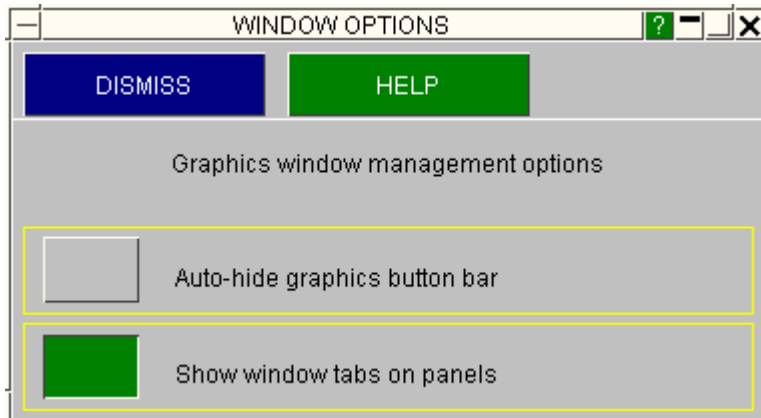 WINDOW OPTIONS ?
DISMISS HELP
Graphics window management options
Auto-hide graphics button bar
Show window tabs on panels